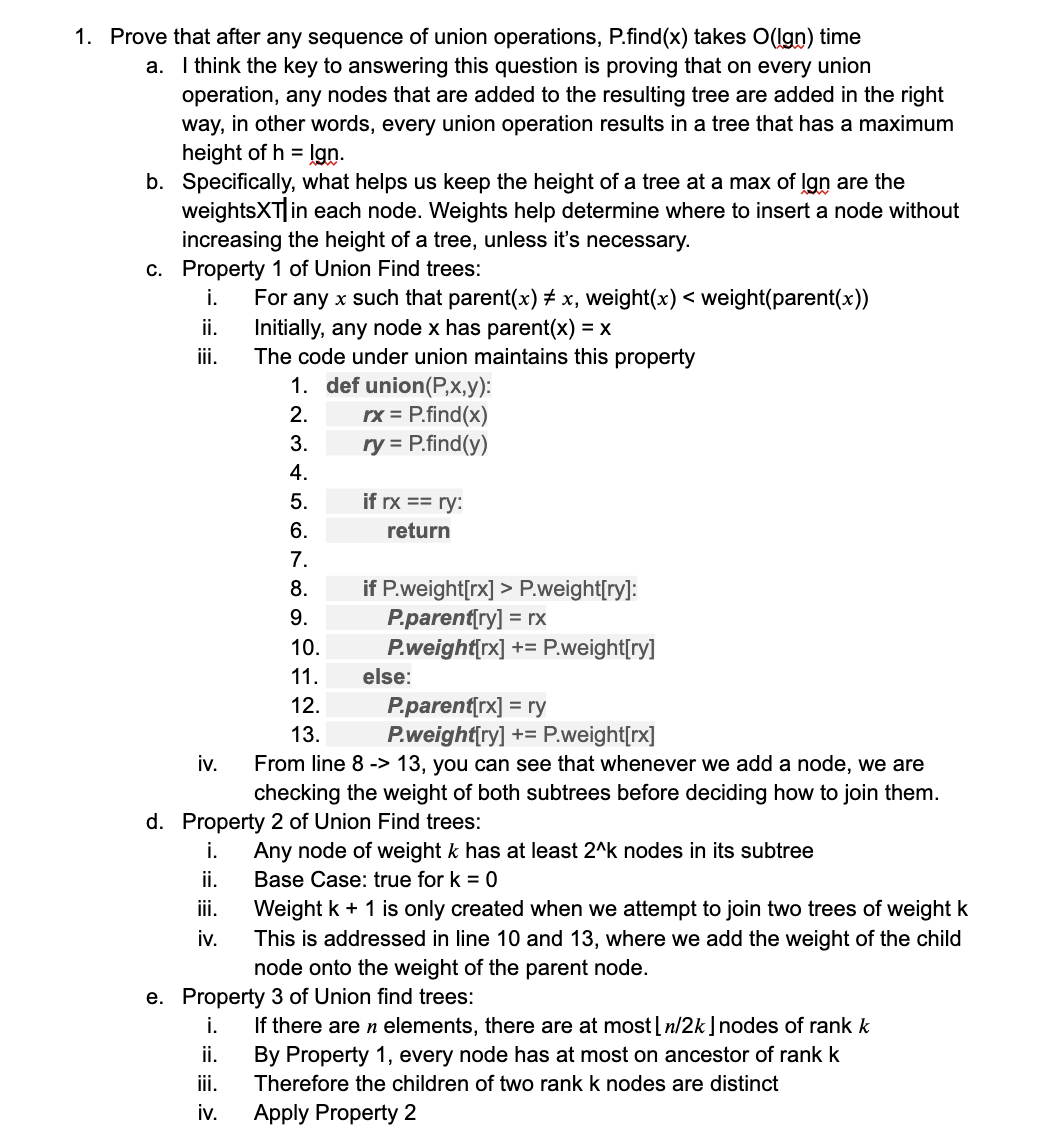 1. Prove that after any sequence of union operations, P.find(x) takes O(lgn) time
a. I think the key to answering this question is proving that on every union
operation, any nodes that are added to the resulting tree are added in the right
way, in other words, every union operation results in a tree that has a maximum
height of h = lgn.
b. Specifically, what helps us keep the height of a tree at a max of lgn are the
weightsXT in each node. Weights help determine where to insert a node without
increasing the height of a tree, unless it's necessary.
c. Property 1 of Union Find trees:
i. For any x such that parent(x) ≠ x, weight(x) < weight(parent(x))
ii. Initially, any node x has parent(x) = x
iii. The code under union maintains this property
1. def union(P,x,y):
2. rx = P.find(x)
3. ry = P.find(y)
4.
5. if rx == ry:
6. return
7.
8. if P.weight[rx] > P.weight[ry]:
9. P.parent[ry] = rx
10. P.weight[rx] += P.weight[ry]
11. else:
12. P.parent[rx] = ry
13. P.weight[ry] += P.weight[rx]
iv. From line 8 -> 13, you can see that whenever we add a node, we are
checking the weight of both subtrees before deciding how to join them.
d. Property 2 of Union Find trees:
i. Any node of weight k has at least 2^k nodes in its subtree
ii. Base Case: true for k = 0
iii. Weight k + 1 is only created when we attempt to join two trees of weight k
iv. This is addressed in line 10 and 13, where we add the weight of the child
node onto the weight of the parent node.
e. Property 3 of Union find trees:
i. If there are n elements, there are at most ⌊n/2k⌋ nodes of rank k
ii. By Property 1, every node has at most on ancestor of rank k
iii. Therefore the children of two rank k nodes are distinct
iv. Apply Property 2